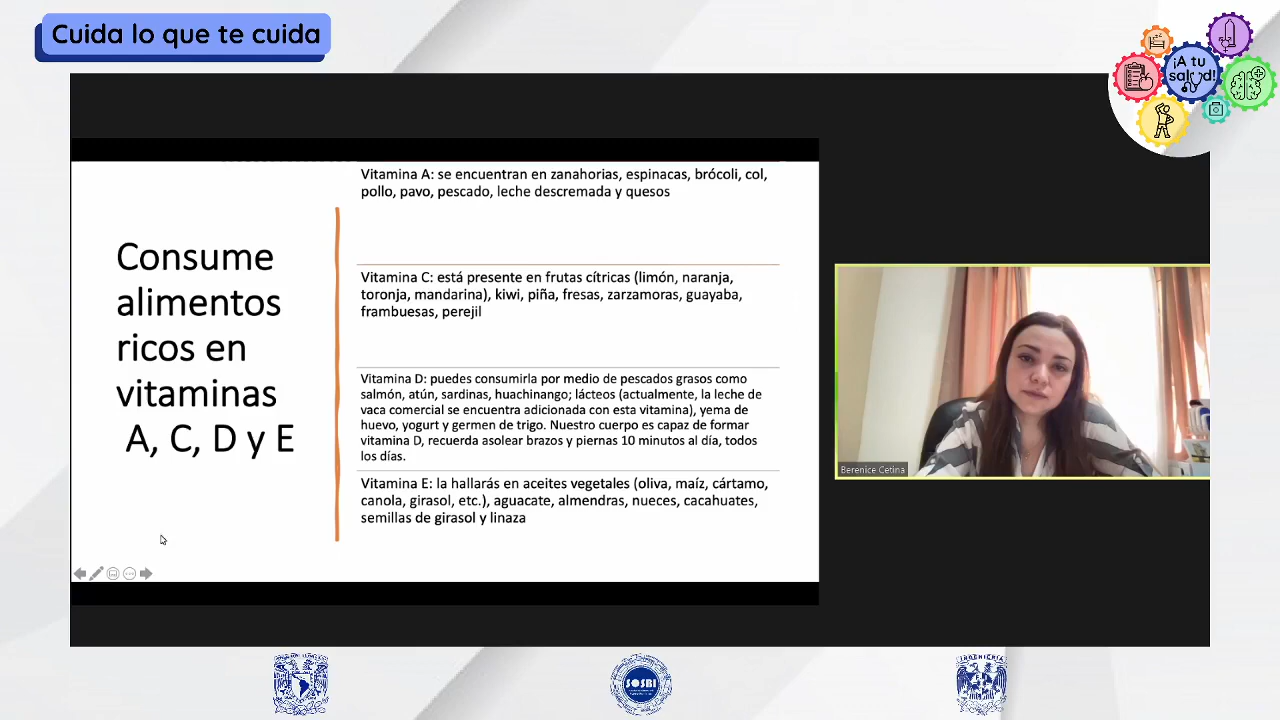 Cuida lo que te cuida
¡A tu
salud!
Consume
alimentos
ricos en
vitaminas
A, C, D y E
Vitamina A: se encuentran en zanahorias, espinacas, brócoli, col,
pollo, pavo, pescado, leche descremada y quesos
Vitamina C: está presente en frutas cítricas (limón, naranja,
toronja, mandarina), kiwi, piña, fresas, zarzamoras, guayaba,
frambuesas, perejil
Vitamina D: puedes consumirla por medio de pescados grasos como
salmón, atún, sardinas, huachinango; lácteos (actualmente, la leche de
vaca comercial se encuentra adicionada con esta vitamina), yema de
huevo, yogurt y germen de trigo. Nuestro cuerpo es capaz de formar
vitamina D, recuerda asolear brazos y piernas 10 minutos al día, todos
los días.
Vitamina E: la hallarás en aceites vegetales (oliva, maíz, cártamo,
canola, girasol, etc.), aguacate, almendras, nueces, cacahuates,
semillas de girasol y linaza
Berenice Cetina
SOSBI
INGENIERIA